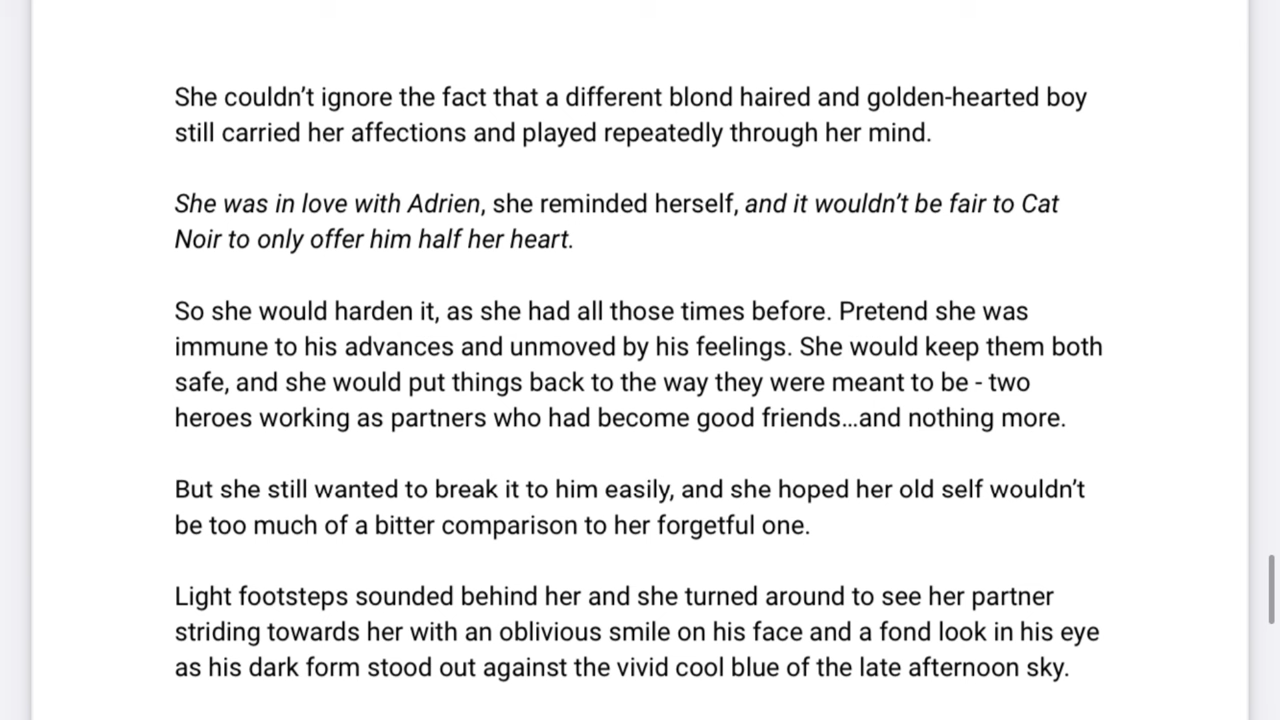 She couldn’t ignore the fact that a different blond haired and golden-hearted boy
still carried her affections and played repeatedly through her mind.
She was in love with Adrien, she reminded herself, and it wouldn’t be fair to Cat
Noir to only offer him half her heart.
So she would harden it, as she had all those times before. Pretend she was
immune to his advances and unmoved by his feelings. She would keep them both
safe, and she would put things back to the way they were meant to be - two
heroes working as partners who had become good friends…and nothing more.
But she still wanted to break it to him easily, and she hoped her old self wouldn’t
be too much of a bitter comparison to her forgetful one.
Light footsteps sounded behind her and she turned around to see her partner
striding towards her with an oblivious smile on his face and a fond look in his eye
as his dark form stood out against the vivid cool blue of the late afternoon sky.